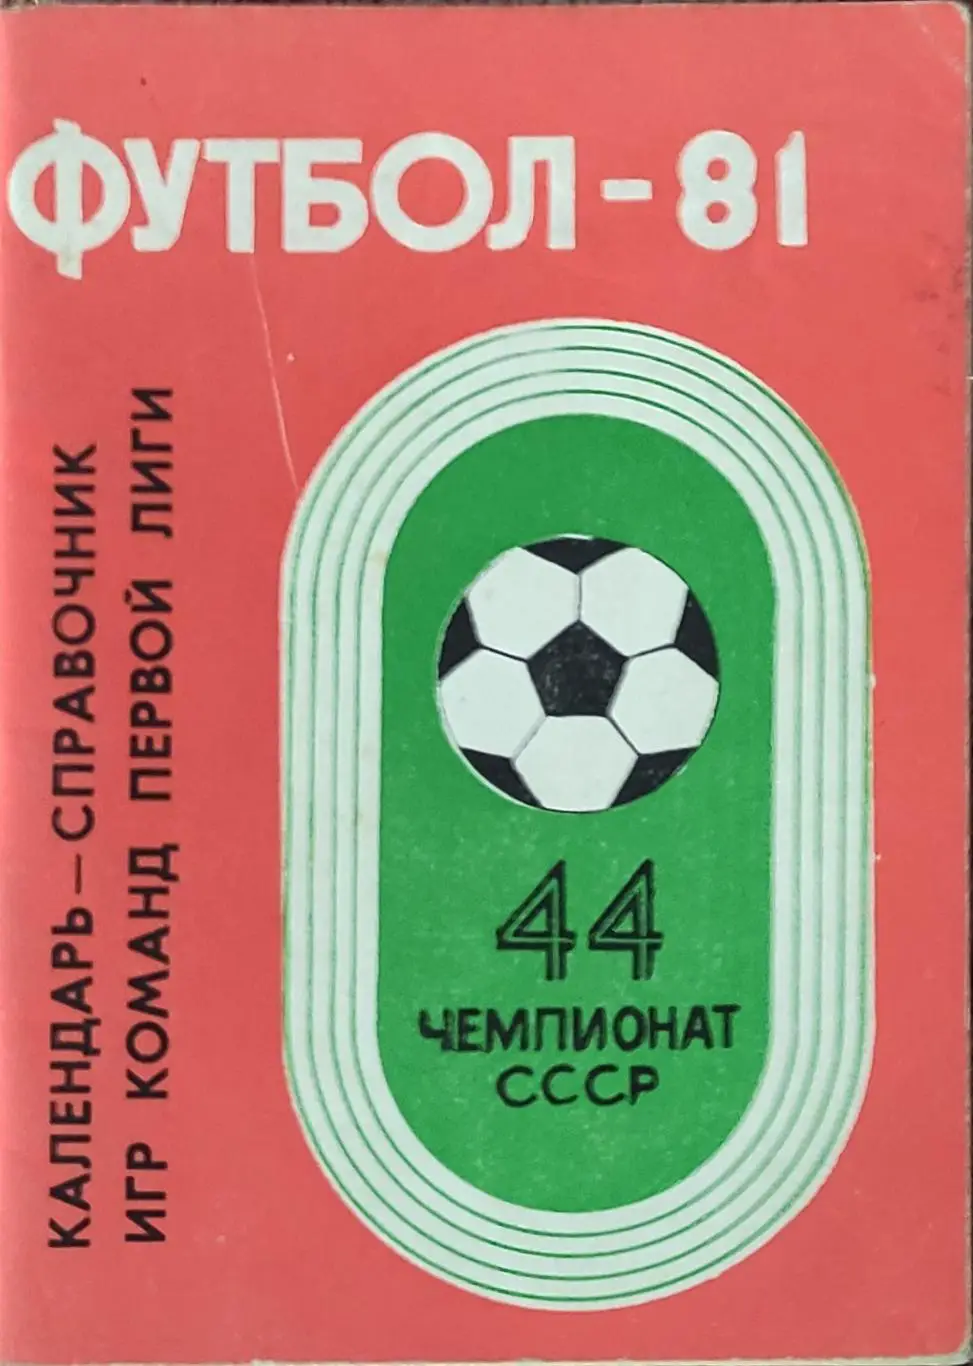 ФУТБОЛ - 81
КАЛЕНДАРЬ — СПРАВОЧНИК
ИГР КОМАНД ПЕРВОЙ ЛИГИ
44
ЧЕМПИОНАТ
СССР